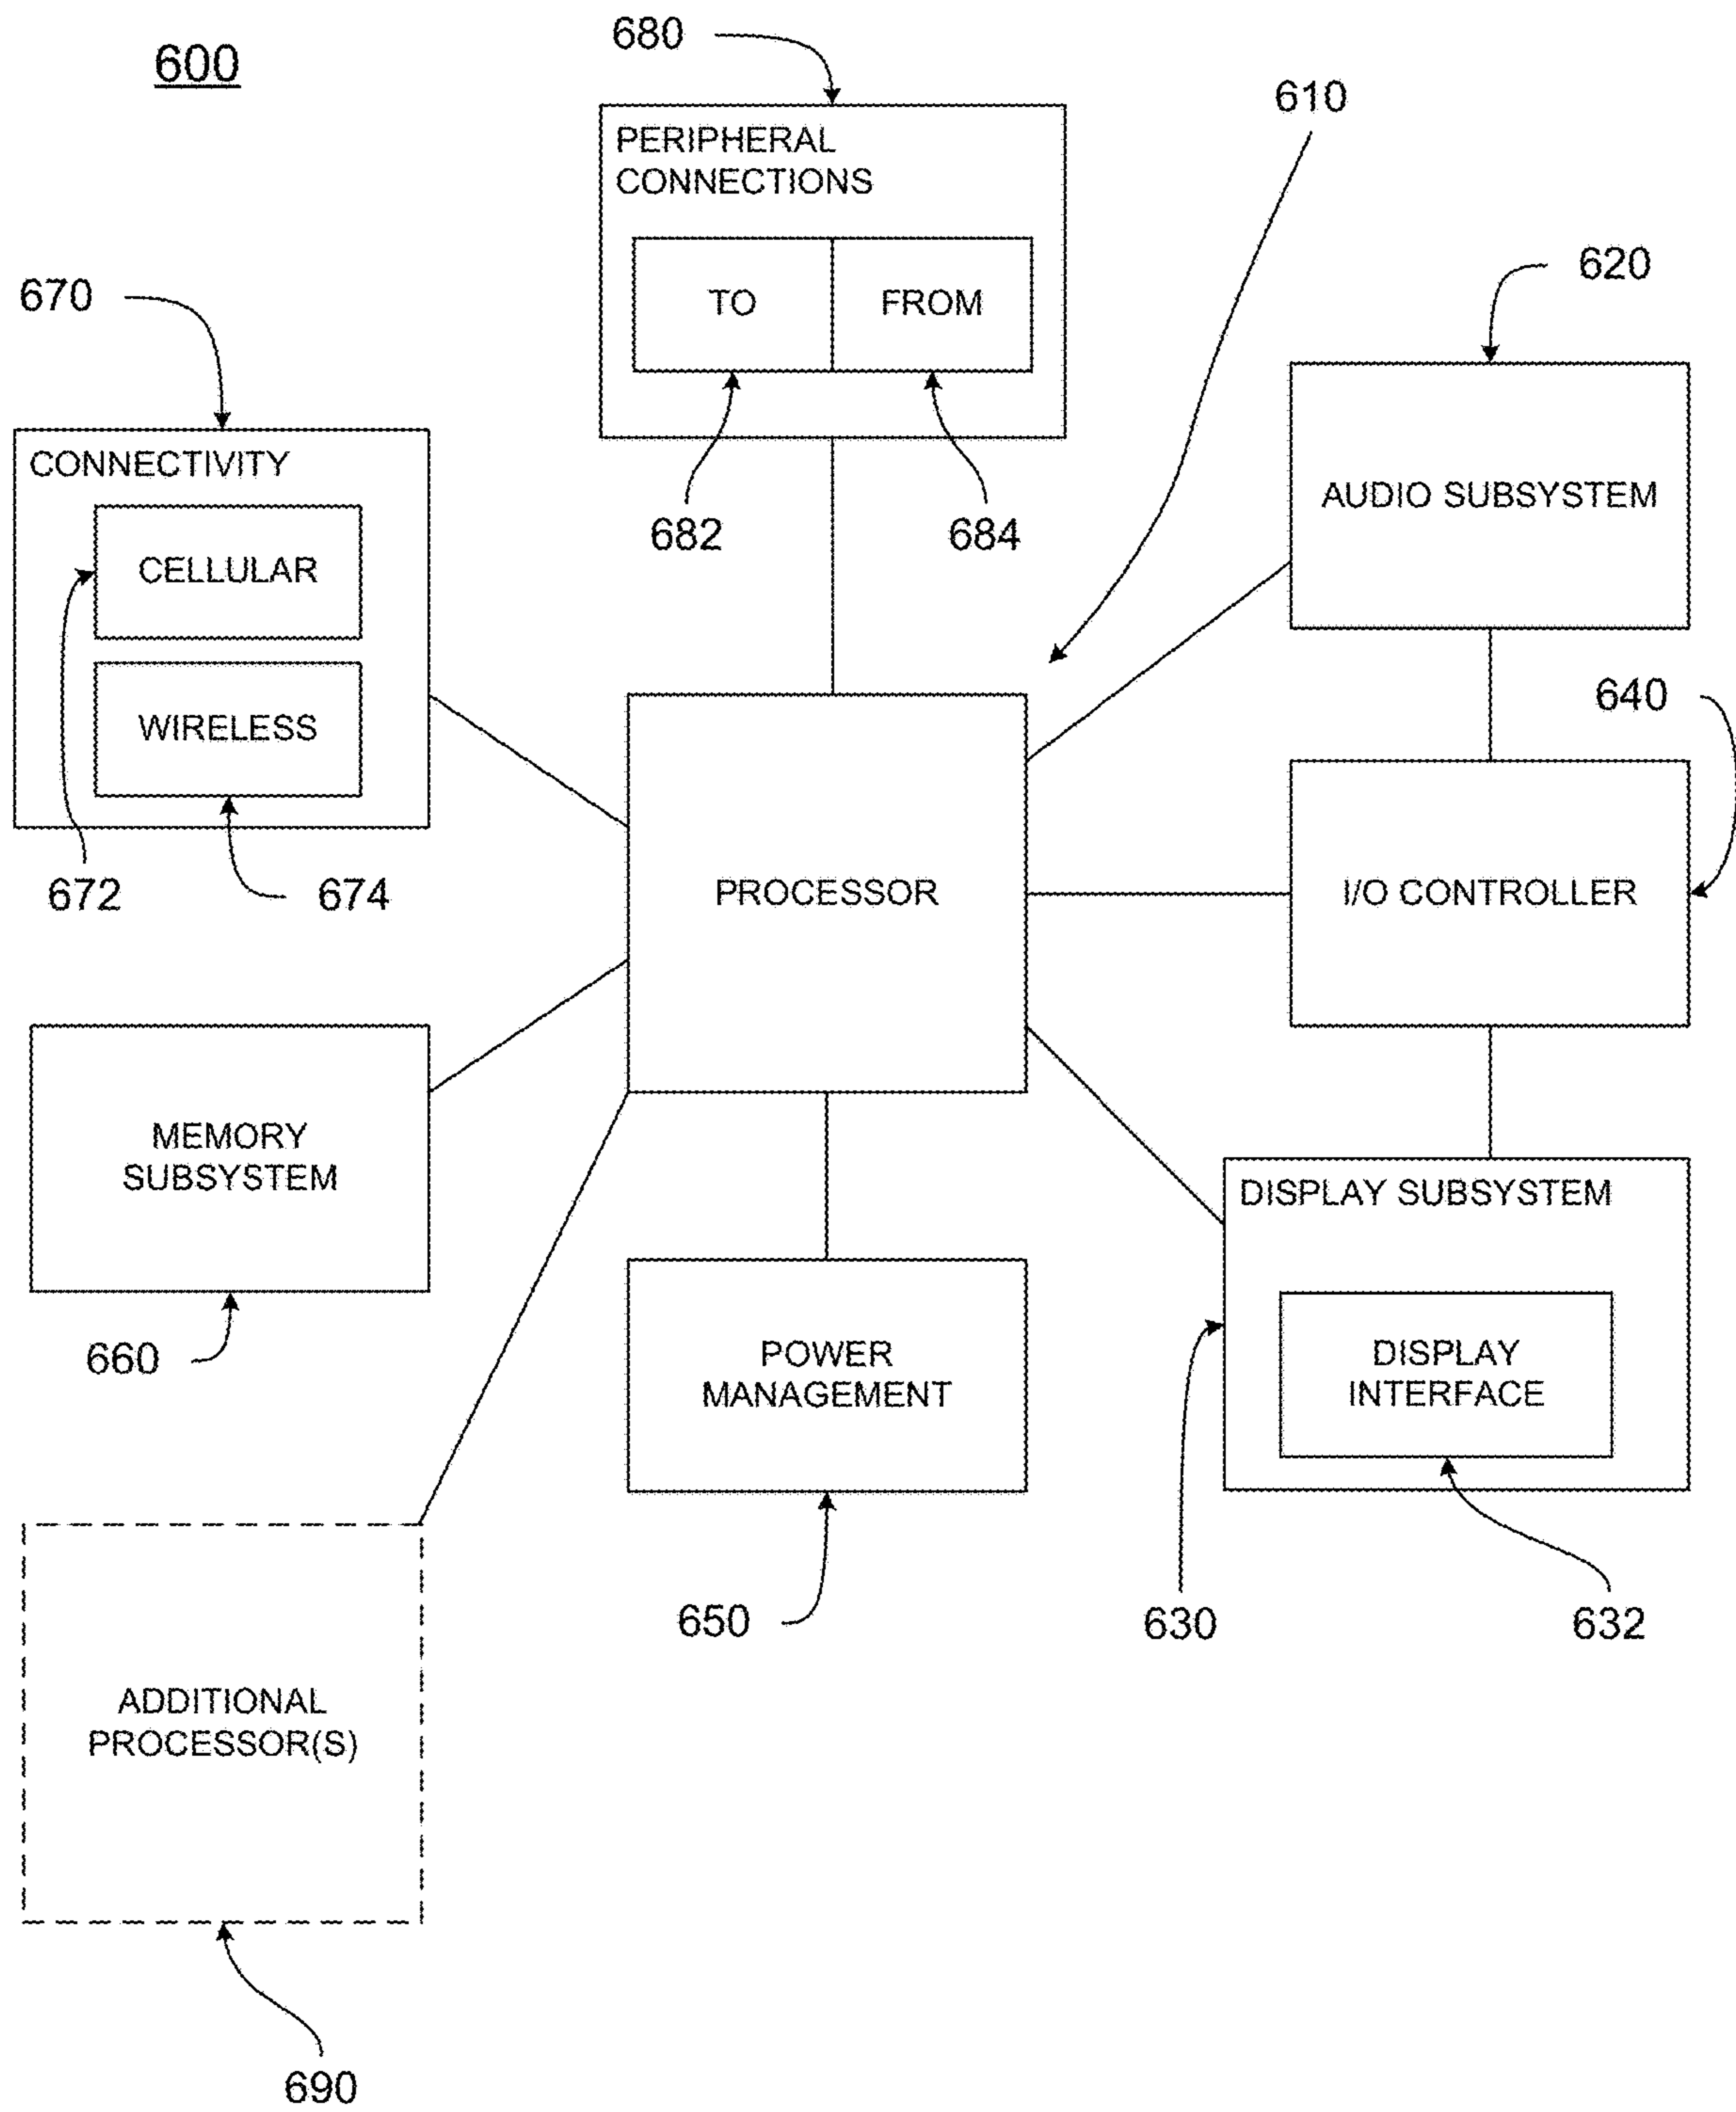 600
680
610
PERIPHERAL
CONNECTIONS
TO
FROM
682
684
620
AUDIO SUBSYSTEM
670
CONNECTIVITY
CELLULAR
WIRELESS
672
674
640
PROCESSOR
I/O CONTROLLER
MEMORY
SUBSYSTEM
660
POWER
MANAGEMENT
650
DISPLAY SUBSYSTEM
DISPLAY
INTERFACE
630
632
ADDITIONAL
PROCESSOR(S)
690